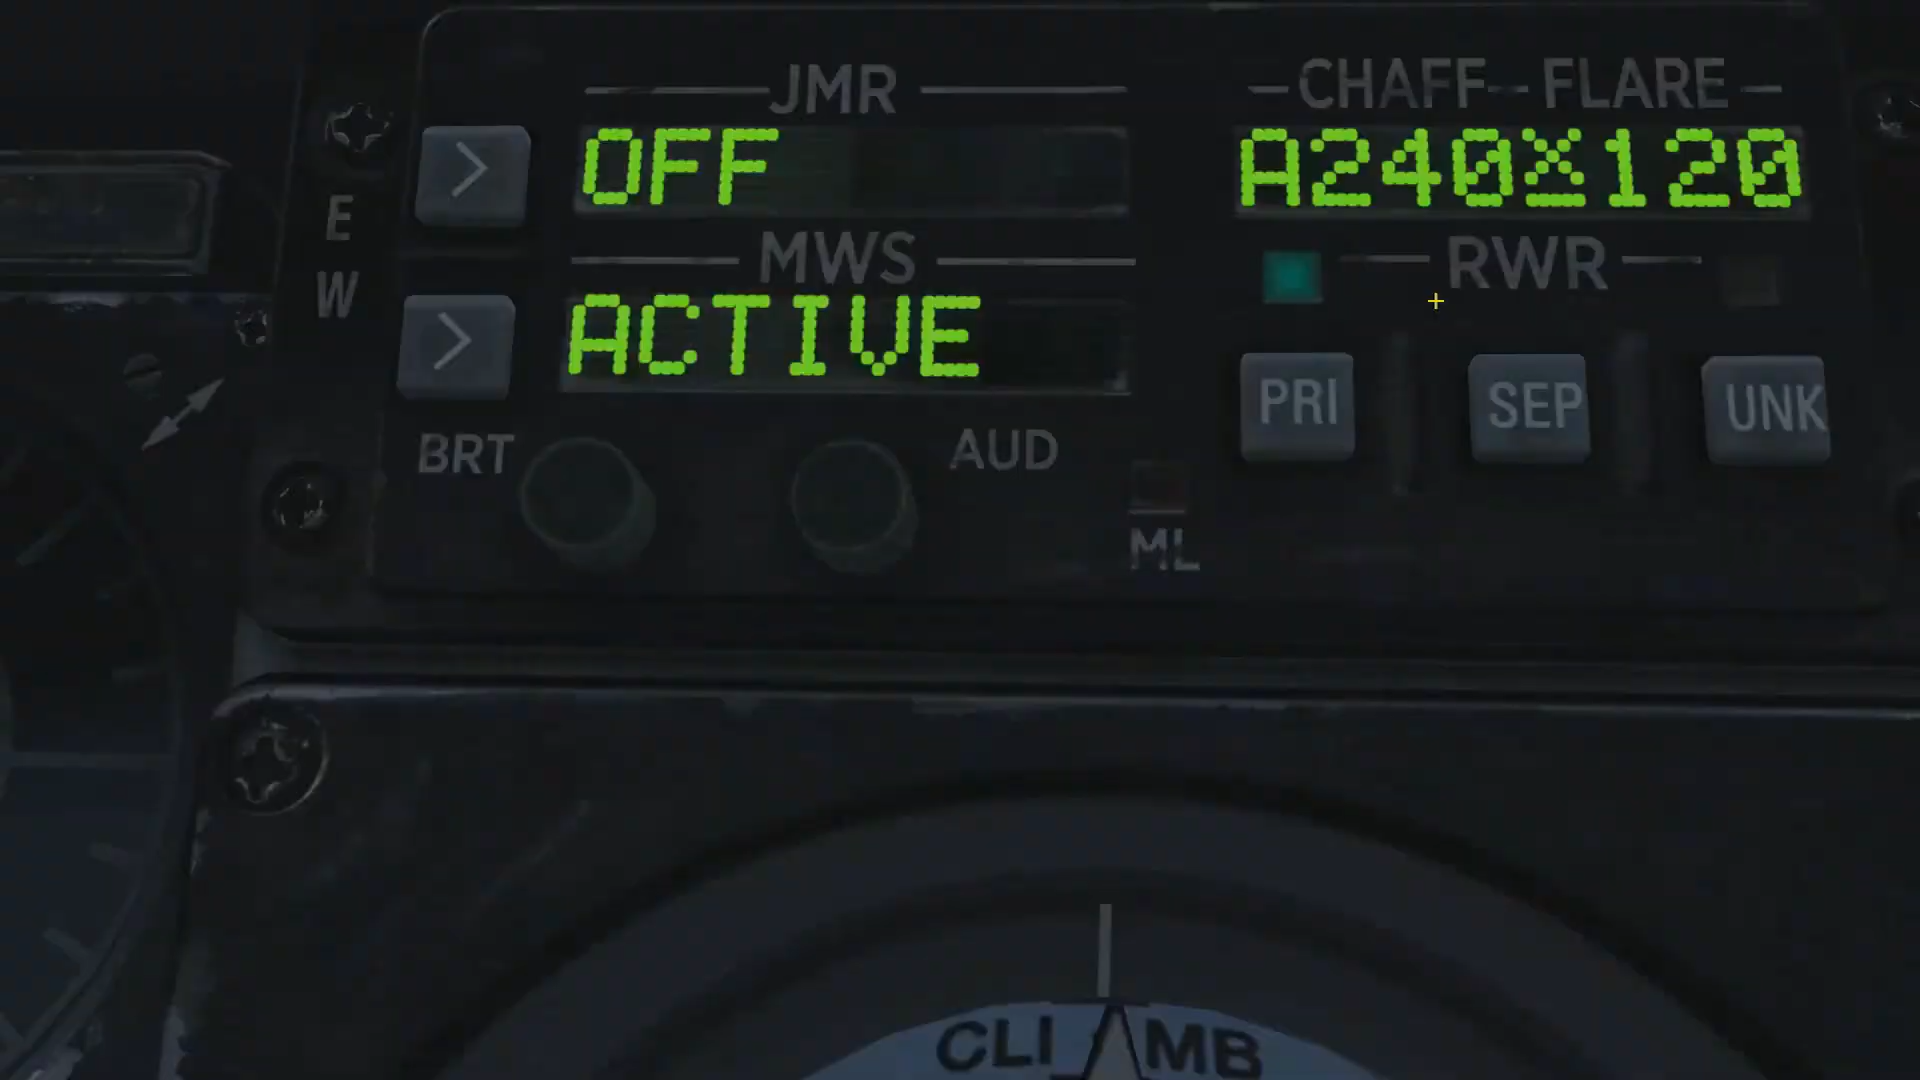 JMR
CHAFF - FLARE
OFF
A240X120
E
W
MWS
RWR
ACTIVE
PRI
SEP
UNK
BRT
AUD
ML
CLIMB